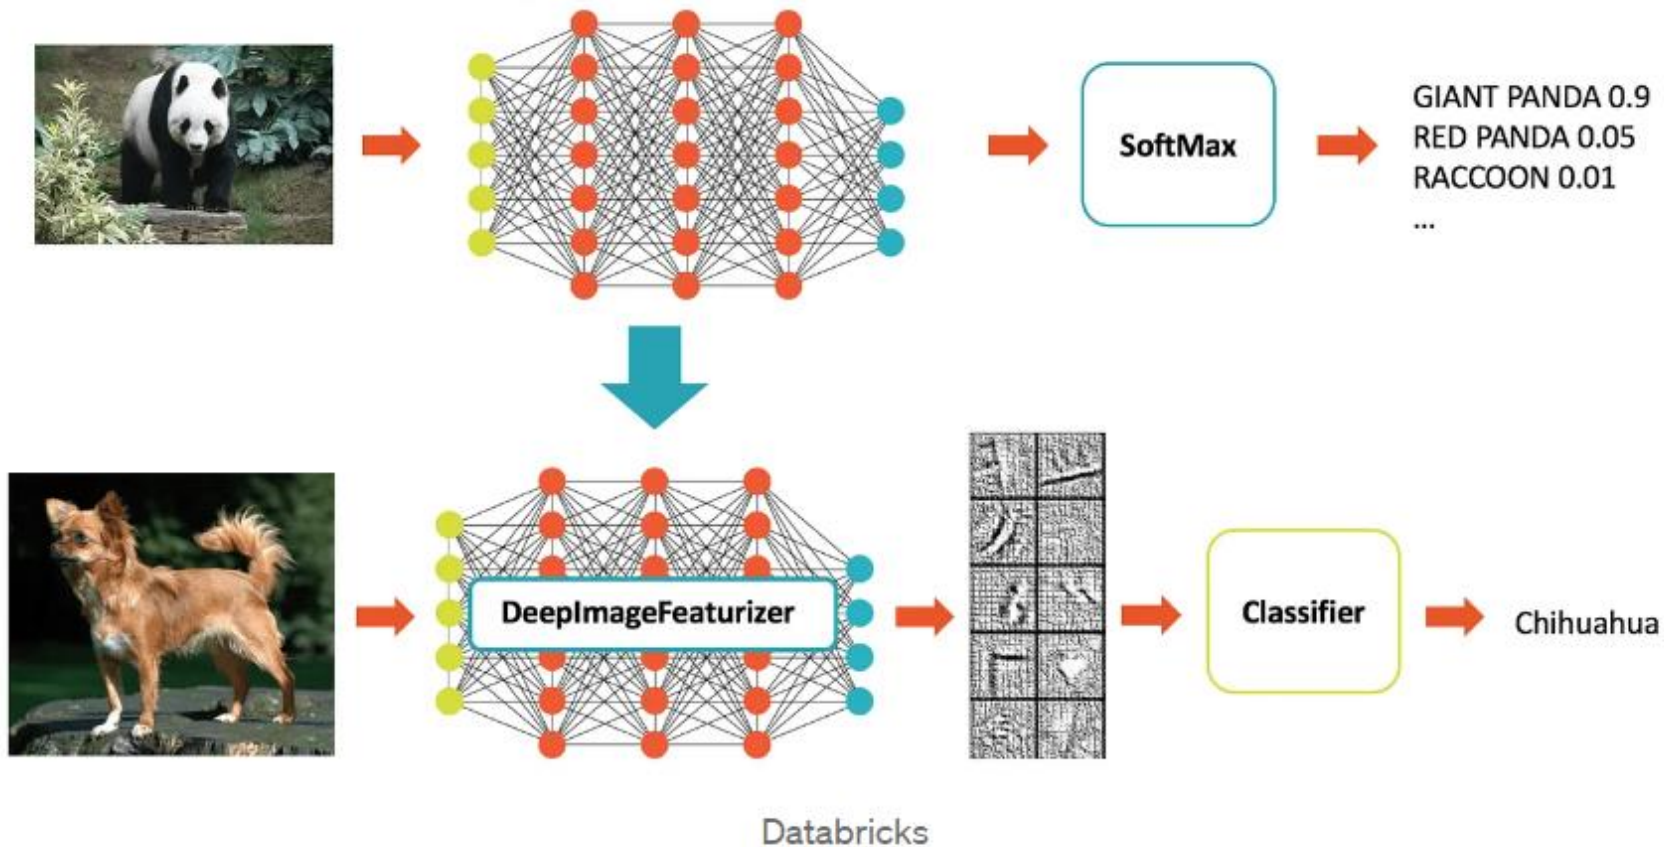 SoftMax
GIANT PANDA 0.9
RED PANDA 0.05
RACCOON 0.01
...
DeepImageFeaturizer
Classifier
Chihuahua
Databricks